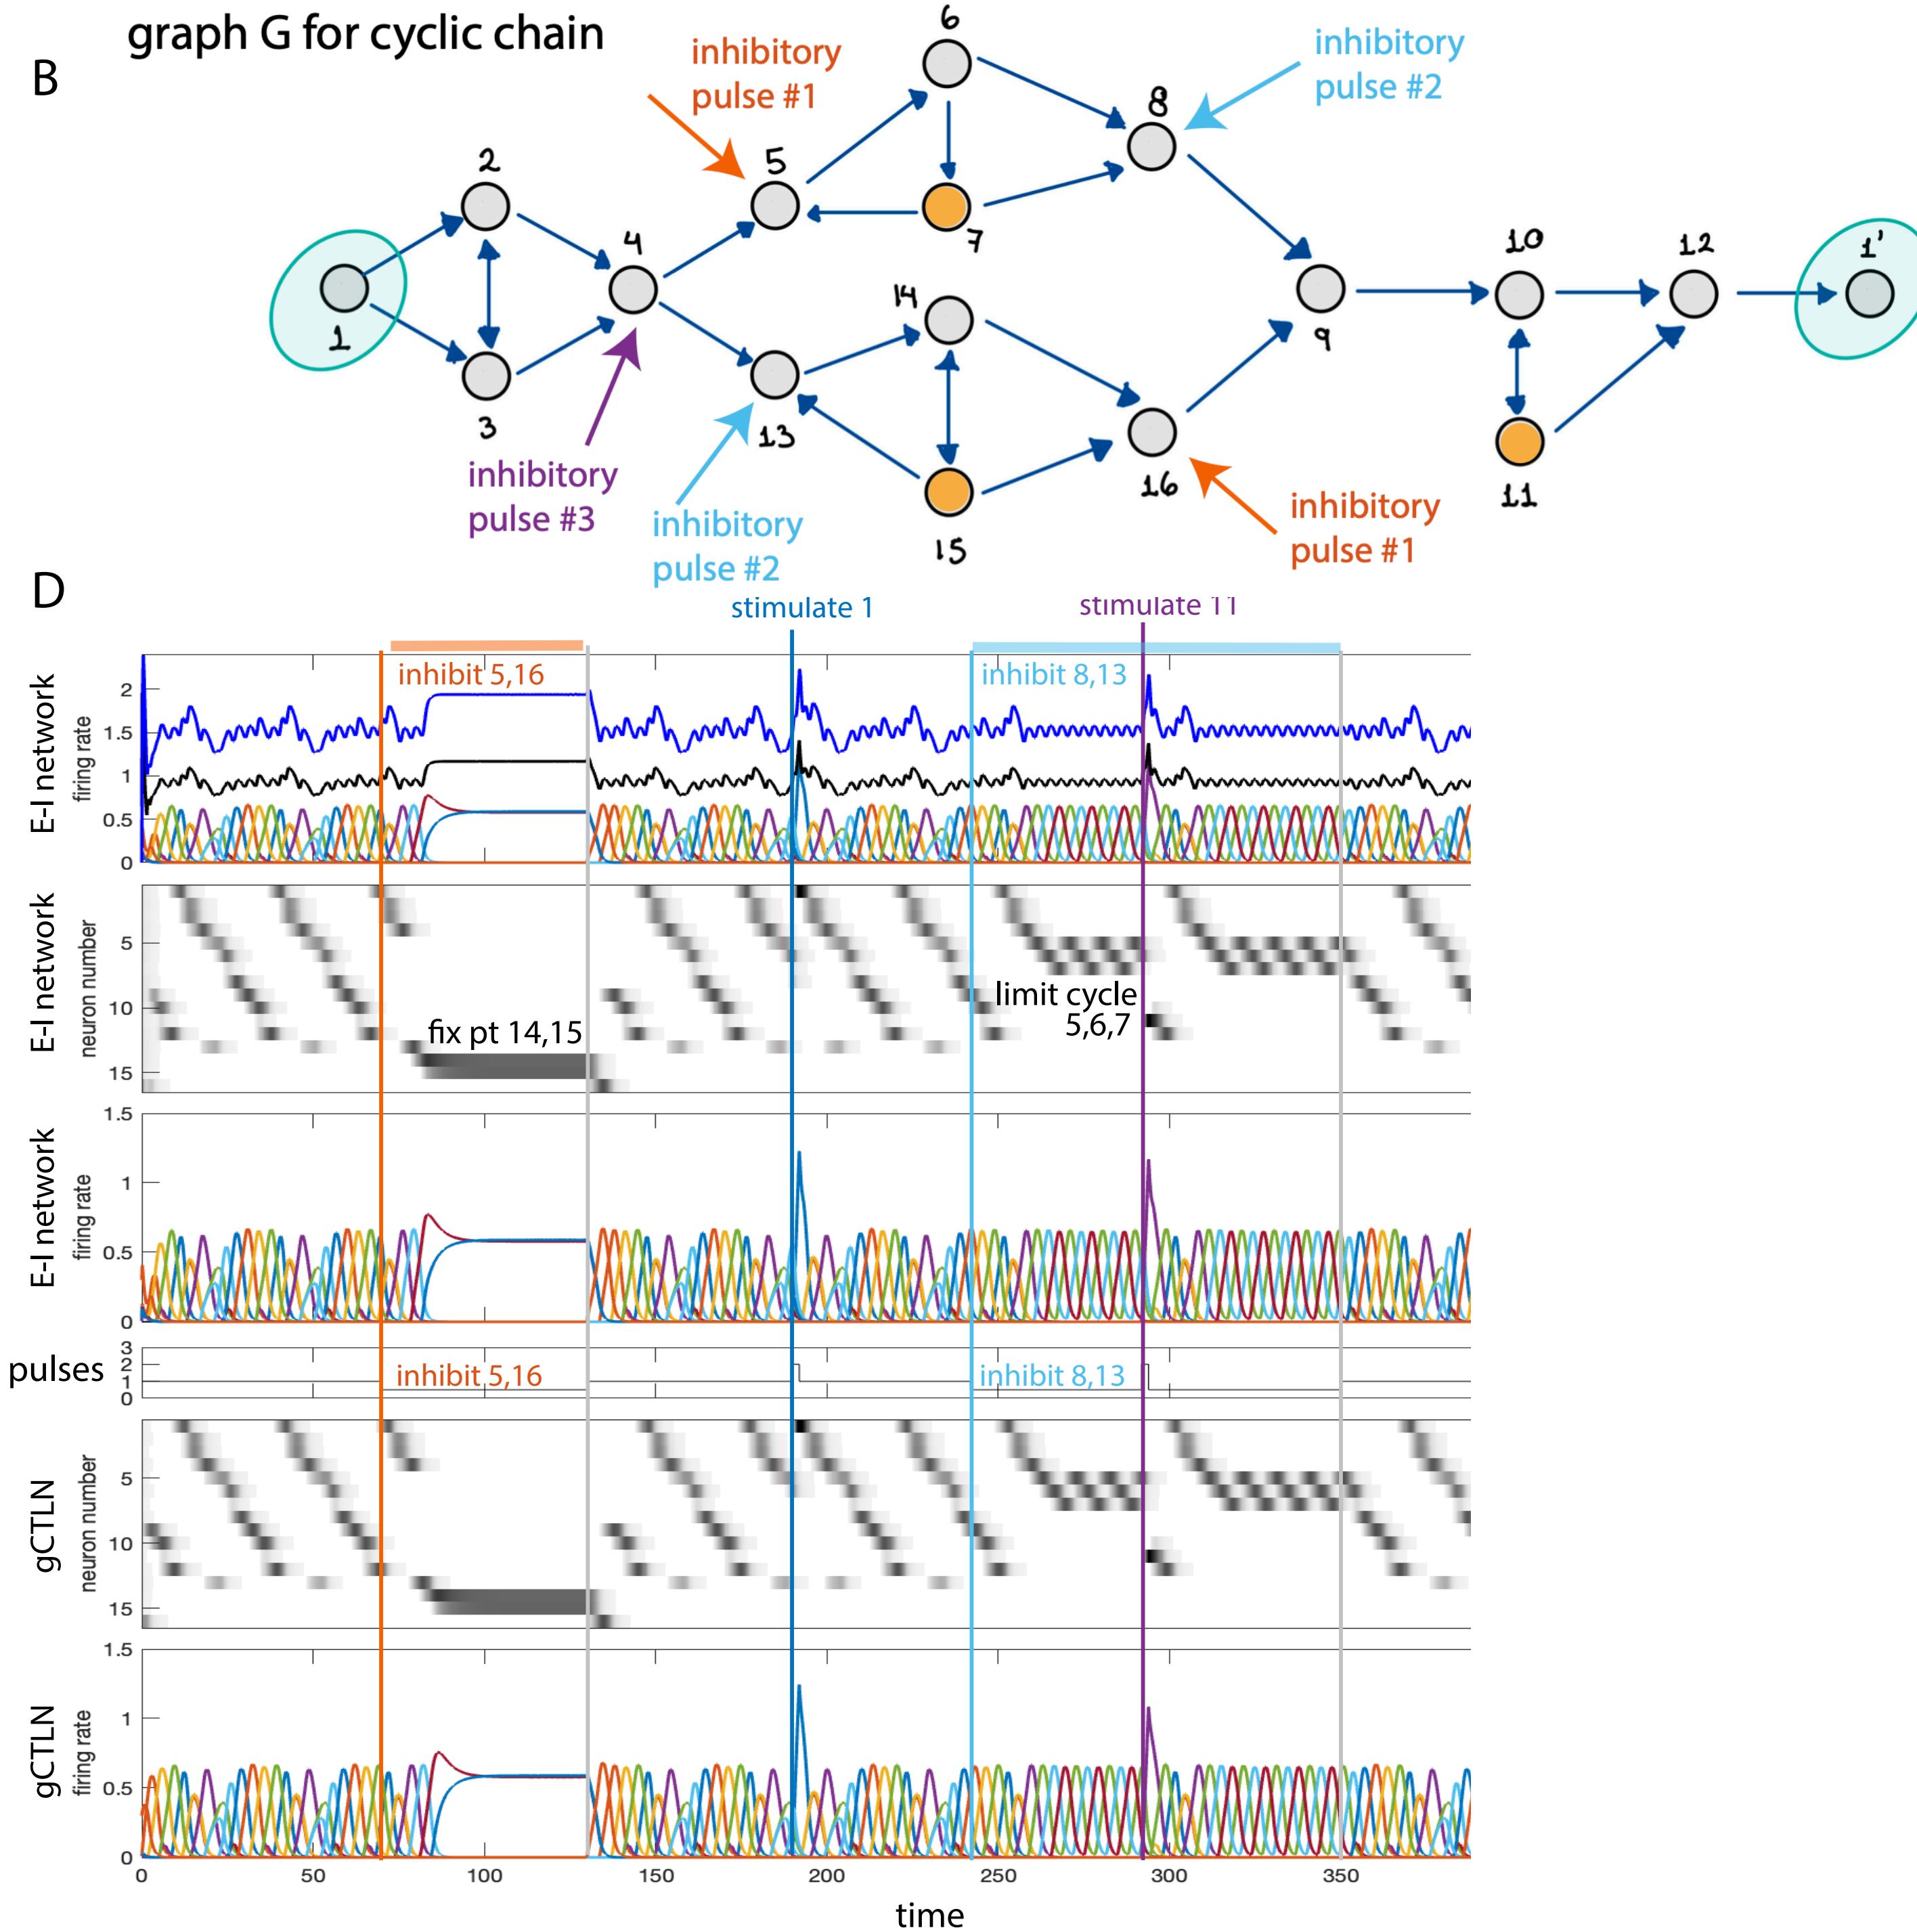 graph G for cyclic chain
B
inhibitory
pulse #1
inhibitory
pulse #2
6
8
5
2
7
4
1
3
14
13
15
16
9
10
12
1'
11
inhibitory
pulse #3
inhibitory
pulse #2
inhibitory
pulse #1
D
stimulate 1
stimulate 11
E-I network
firing rate
2
1.5
1
0.5
0
inhibit 5,16
inhibit 8,13
E-I network
neuron number
5
10
15
fix pt 14,15
limit cycle
5,6,7
E-I network
firing rate
1.5
1
0.5
0
pulses
3
2
1
0
inhibit 5,16
inhibit 8,13
gCTLN
neuron number
5
10
15
gCTLN
firing rate
1.5
1
0.5
0
0
50
100
150
200
250
300
350
time